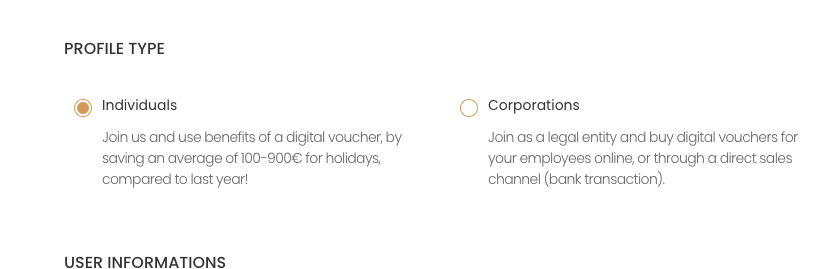 PROFILE TYPE
Individuals
Join us and use benefits of a digital voucher, by
saving an average of 100-900€ for holidays,
compared to last year!
Corporations
Join as a legal entity and buy digital vouchers for
your employees online, or through a direct sales
channel (bank transaction).
USER INFORMATIONS